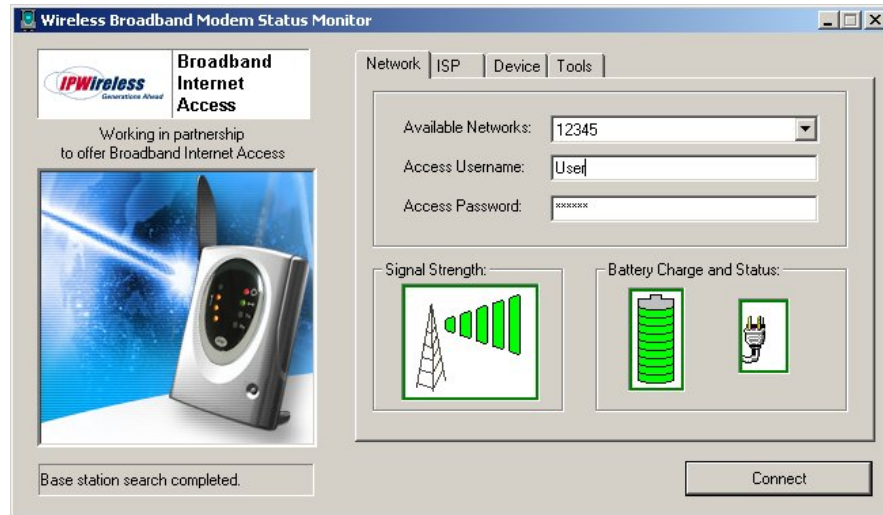 Wireless Broadband Modem Status Monitor
IPWireless
Generations Ahead
Broadband
Internet
Access
Working in partnership
to offer Broadband Internet Access
Base station search completed.
Network
ISP
Device
Tools
Available Networks:
12345
Access Username:
User
Access Password:
******
Signal Strength:
Battery Charge and Status:
Connect